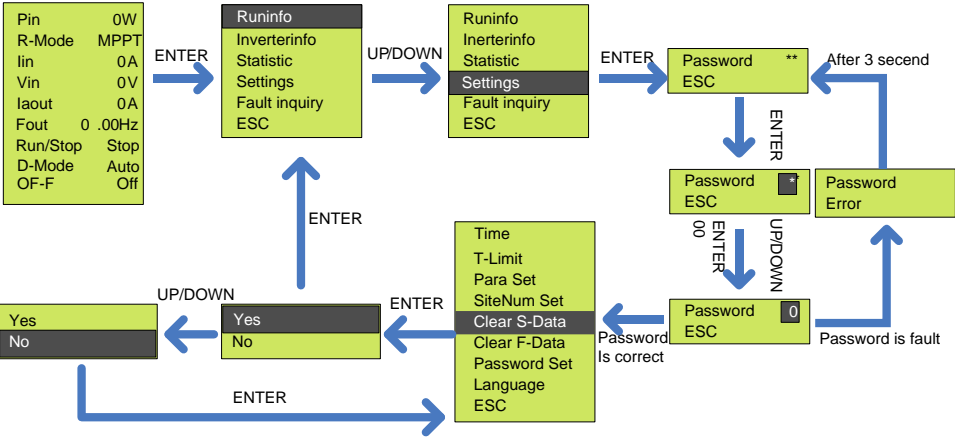 Pin 0W
R-Mode MPPT
Iin 0A
Vin 0V
Iaout 0A
Fout 0 .00Hz
Run/Stop Stop
D-Mode Auto
OF-F Off
ENTER
Runinfo
Inverterinfo
Statistic
Settings
Fault inquiry
ESC
UP/DOWN
Runinfo
Inerterinfo
Statistic
Settings
Fault inquiry
ESC
ENTER
Password **
ESC
After 3 secend
ENTER
Password *
ESC
Password
Error
UP/DOWN
ENTER
00
Password 0
ESC
Password is fault
Password
Is correct
Time
T-Limit
Para Set
SiteNum Set
Clear S-Data
Clear F-Data
Password Set
Language
ESC
ENTER
Yes
No
ENTER
UP/DOWN
Yes
No
ENTER